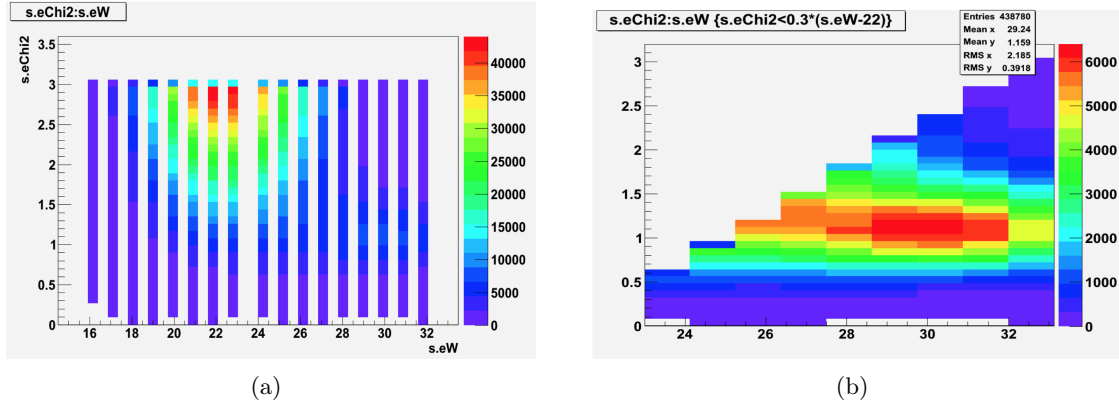 s.eChi2:s.eW
s.eChi2
3.5
3
2.5
2
1.5
1
0.5
0
16 18 20 22 24 26 28 30 32
s.eW
40000
35000
30000
25000
20000
15000
10000
5000
0
(a)
s.eChi2:s.eW {s.eChi2<0.3*(s.eW-22)}
Entries 438780
Mean x 29.24
Mean y 1.159
RMS x 2.185
RMS y 0.3918
3
2.5
2
1.5
1
0.5
0
24 26 28 30 32
6000
5000
4000
3000
2000
1000
0
(b)